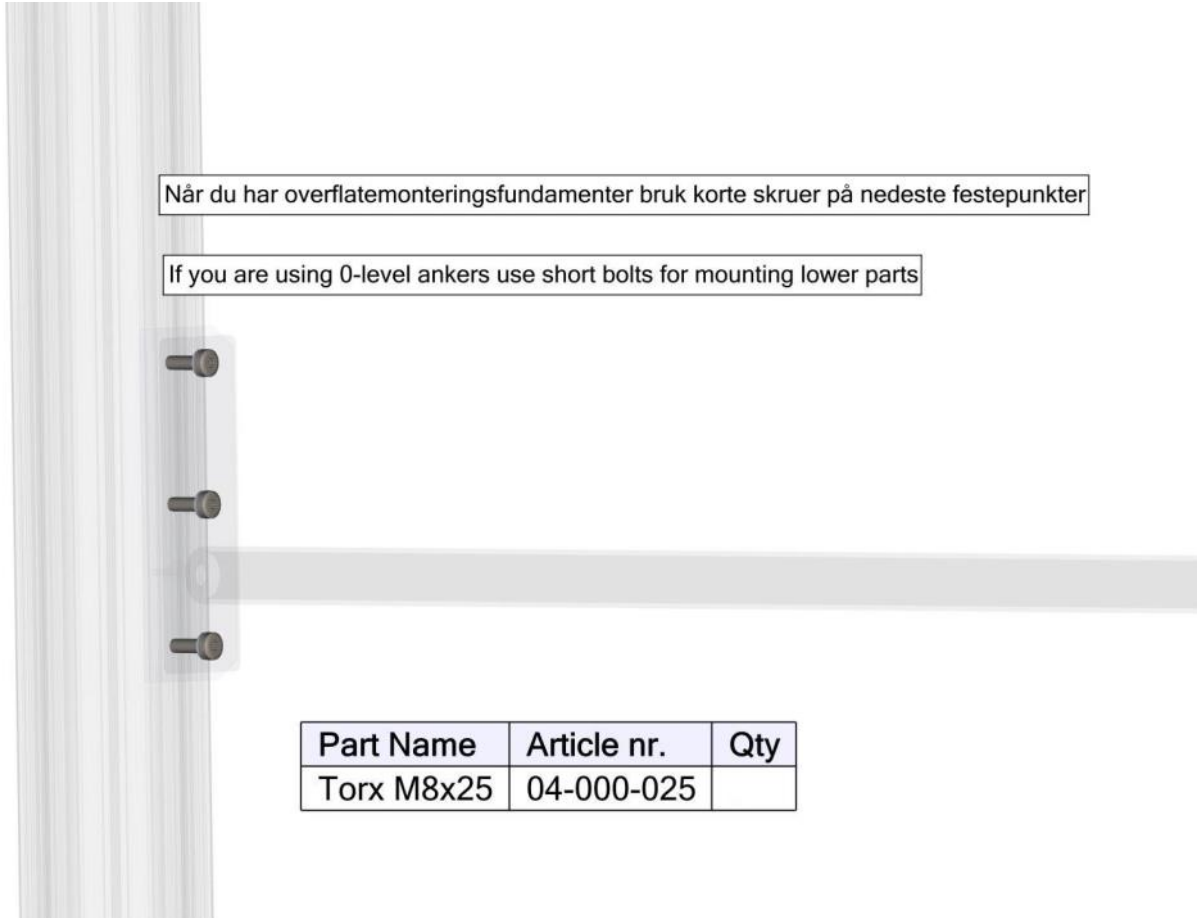 Når du har overflatemonteringsfundamenter bruk korte skruer på nedeste festepunkter
If you are using 0-level ankers use short bolts for mounting lower parts
Part Name Article nr. Qty
Torx M8x25 04-000-025